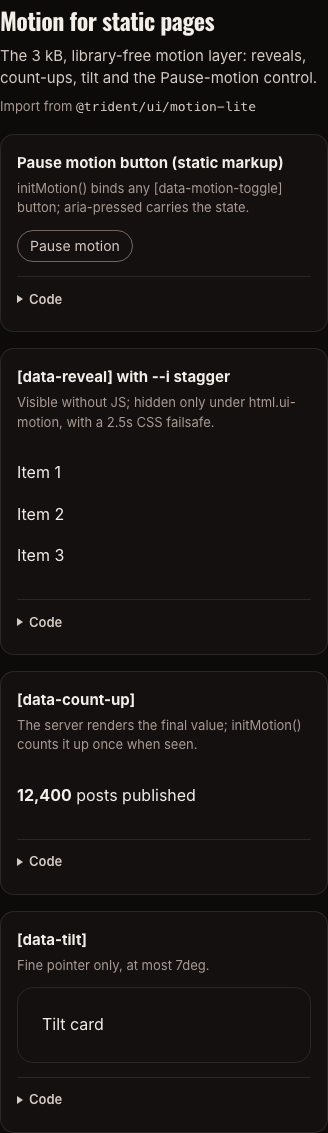 Motion for static pages
The 3 kB, library-free motion layer: reveals,
count-ups, tilt and the Pause-motion control.
Import from @trident/ui/motion-lite
Pause motion button (static markup)
initMotion() binds any [data-motion-toggle]
button; aria-pressed carries the state.
Pause motion
Code
[data-reveal] with --i stagger
Visible without JS; hidden only under html.ui-
motion, with a 2.5s CSS failsafe.
Item 1
Item 2
Item 3
Code
[data-count-up]
The server renders the final value; initMotion()
counts it up once when seen.
12,400 posts published
Code
[data-tilt]
Fine pointer only, at most 7deg.
Tilt card
Code